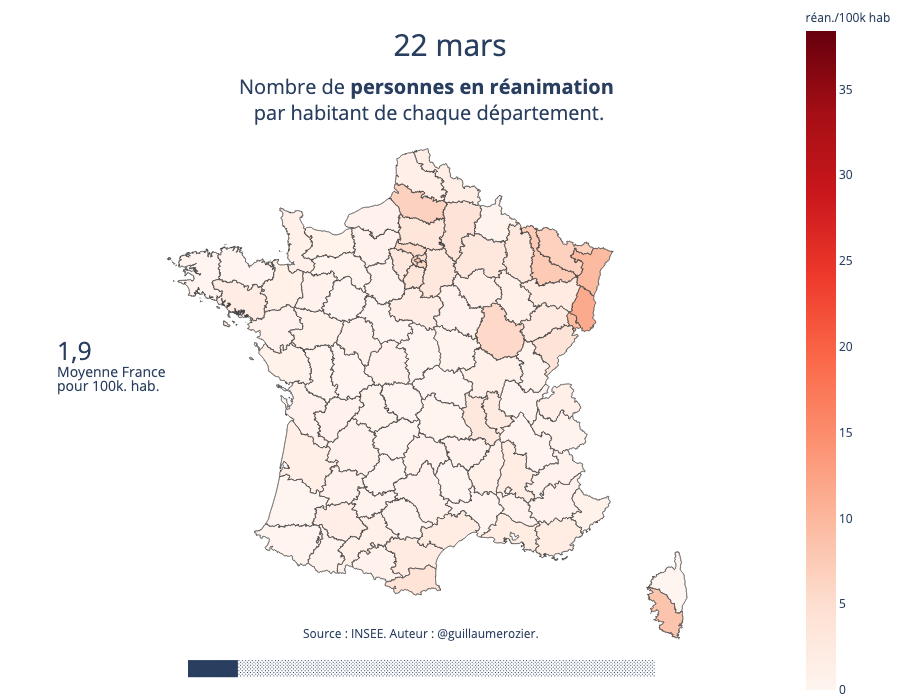 réan./100k hab
22 mars
Nombre de personnes en réanimation
par habitant de chaque département.
35
30
25
20
15
10
5
0
1,9
Moyenne France
pour 100k. hab.
Source : INSEE. Auteur : @guillaumerozier.